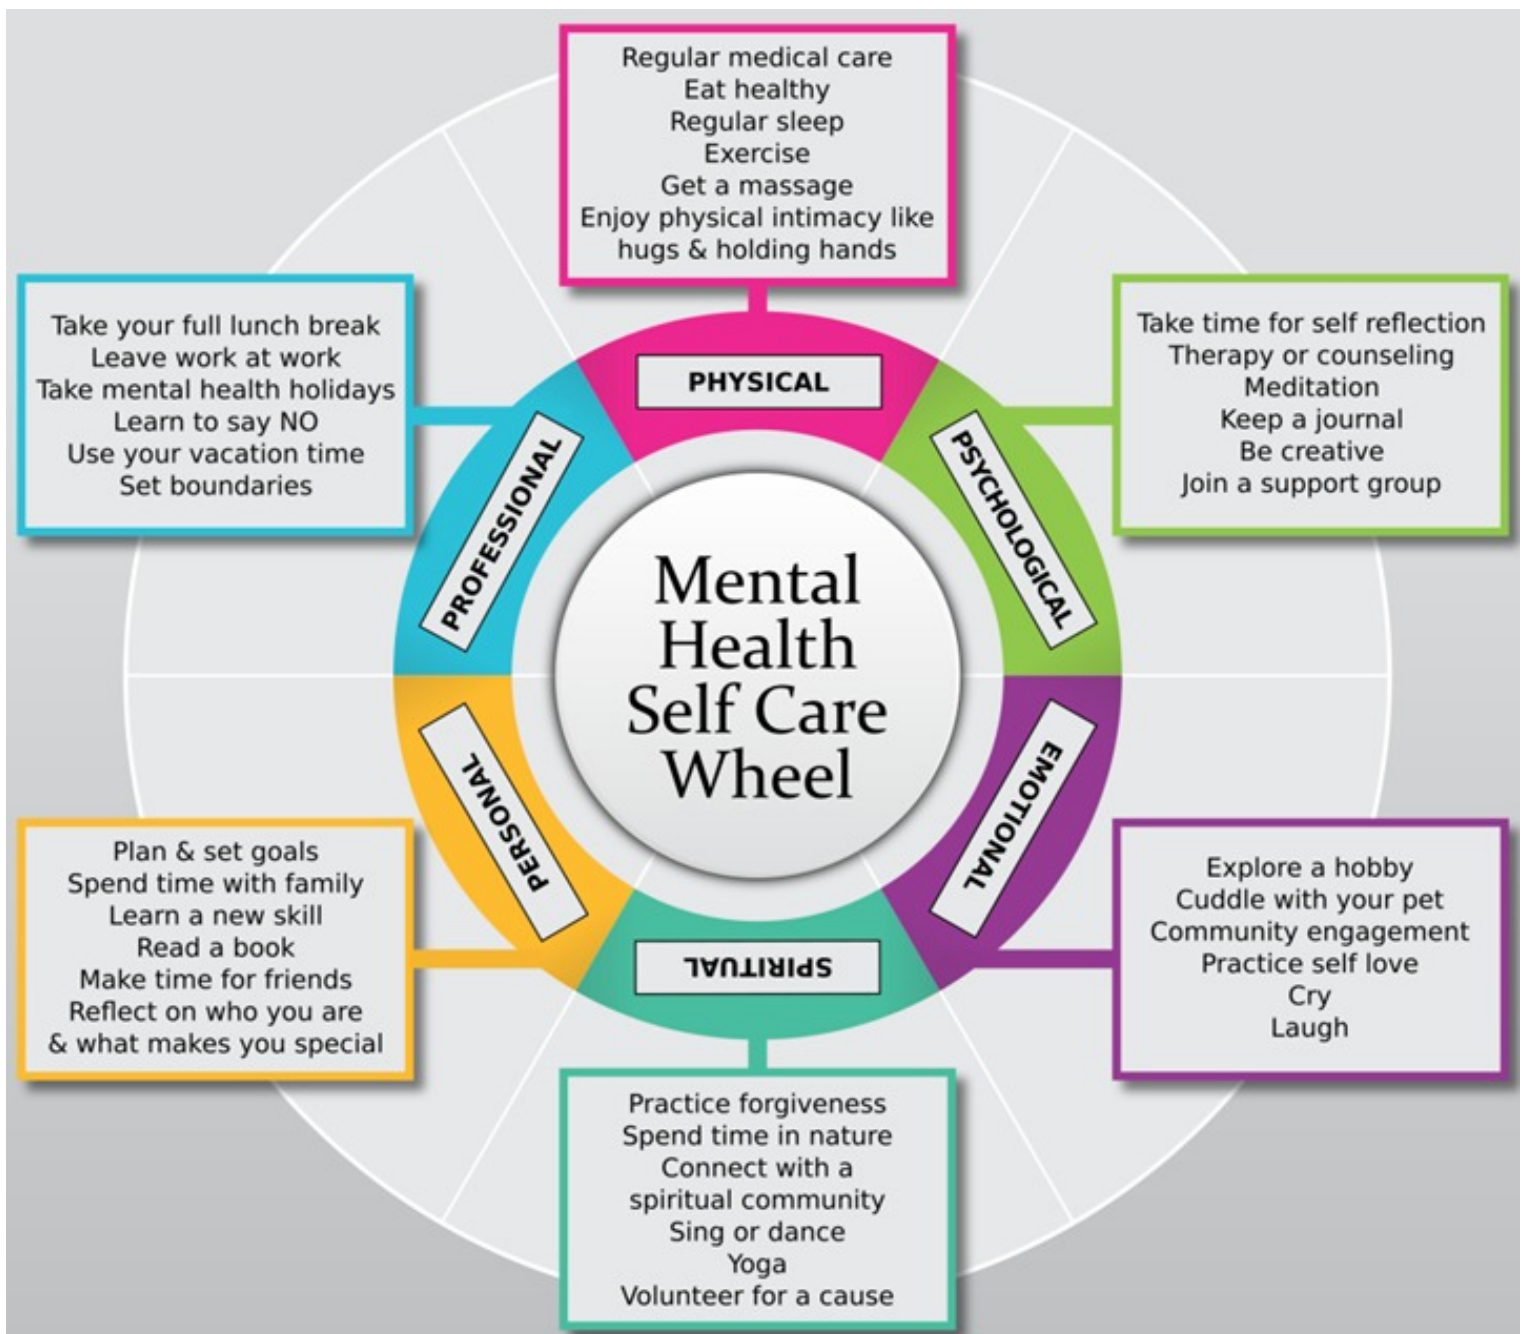 Regular medical care
Eat healthy
Regular sleep
Exercise
Get a massage
Enjoy physical intimacy like
hugs & holding hands
PHYSICAL
Take your full lunch break
Leave work at work
Take mental health holidays
Learn to say NO
Use your vacation time
Set boundaries
PROFESSIONAL
Take time for self reflection
Therapy or counseling
Meditation
Keep a journal
Be creative
Join a support group
PSYCHOLOGICAL
Mental
Health
Self Care
Wheel
Plan & set goals
Spend time with family
Learn a new skill
Read a book
Make time for friends
Reflect on who you are
& what makes you special
PERSONAL
Explore a hobby
Cuddle with your pet
Community engagement
Practice self love
Cry
Laugh
EMOTIONAL
SPIRITUAL
Practice forgiveness
Spend time in nature
Connect with a
spiritual community
Sing or dance
Yoga
Volunteer for a cause